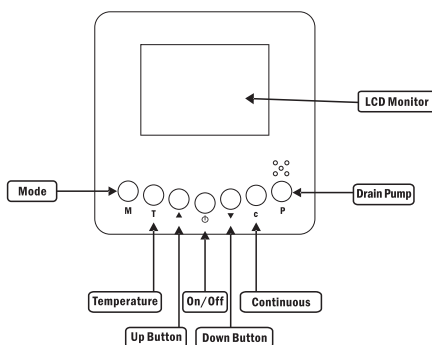 LCD Monitor
Mode
Drain Pump
M T ▲ ▼ c P
Temperature
On/Off
Continuous
Up Button
Down Button